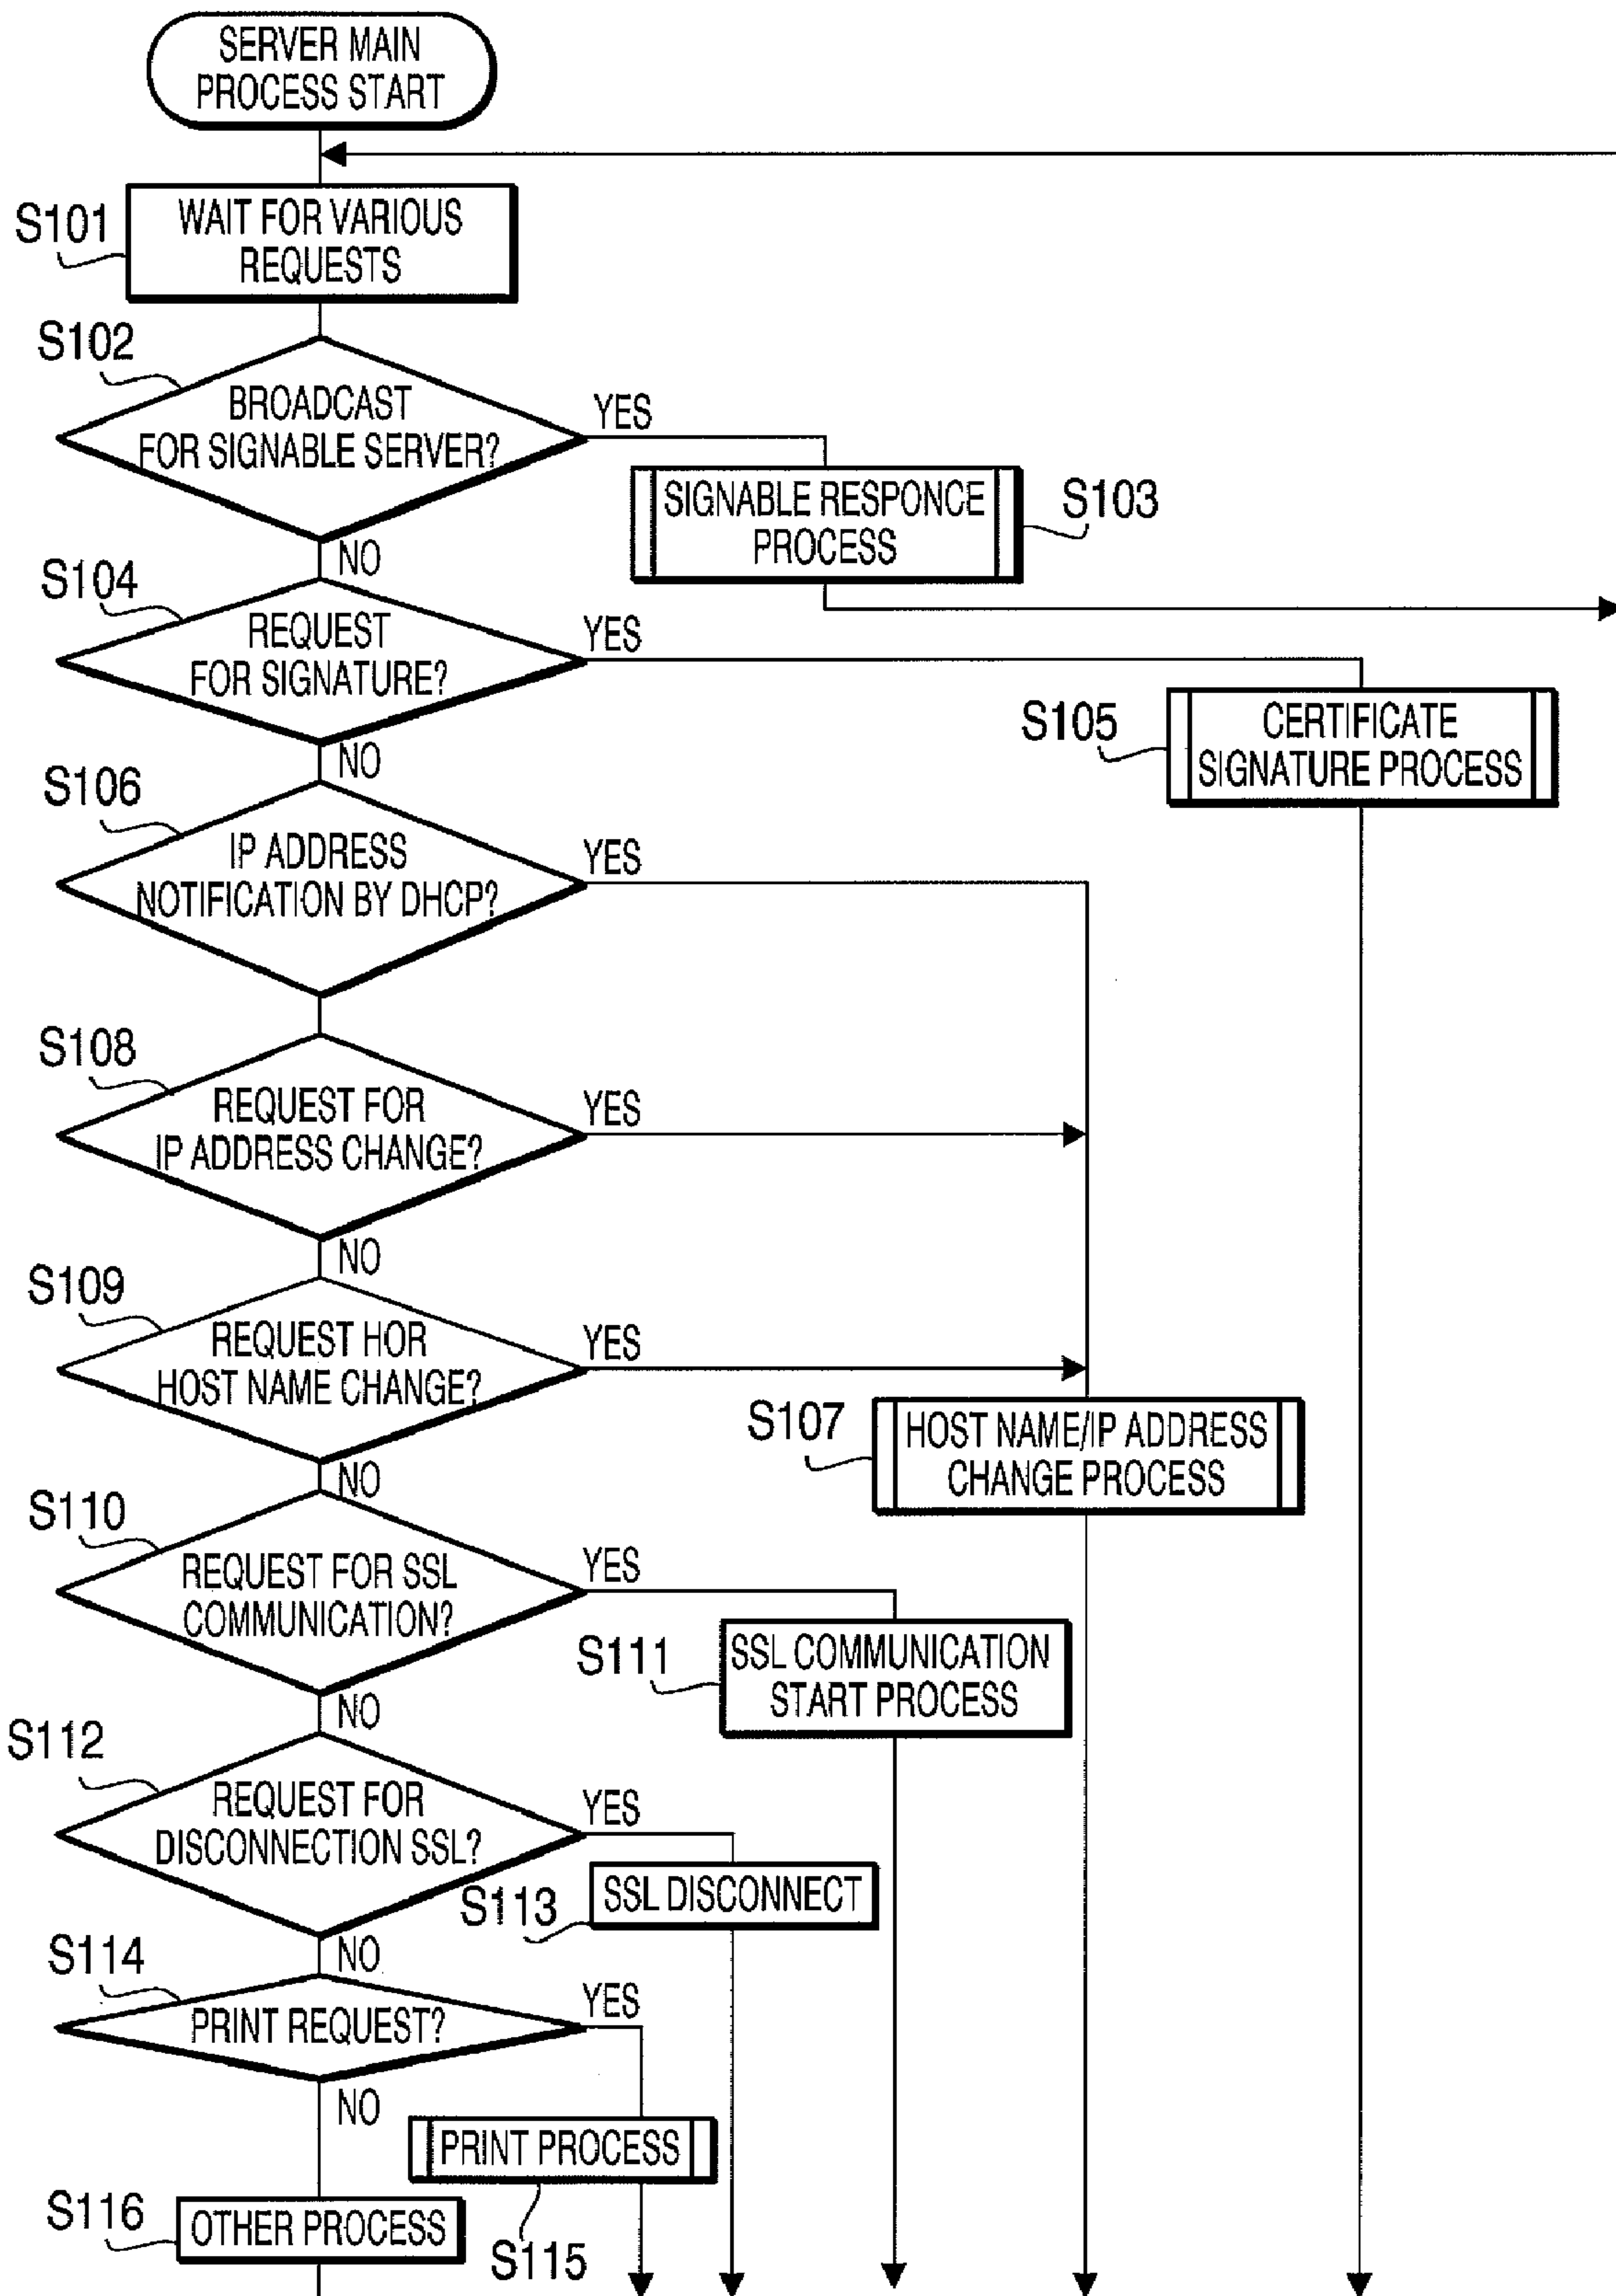 SERVER MAIN
PROCESS START
S101
WAIT FOR VARIOUS
REQUESTS
S102
BROADCAST
FOR SIGNABLE SERVER?
YES
SIGNABLE RESPONCE
PROCESS
S103
NO
S104
REQUEST
FOR SIGNATURE?
YES
S105
CERTIFICATE
SIGNATURE PROCESS
NO
S106
IP ADDRESS
NOTIFICATION BY DHCP?
YES
S108
REQUEST FOR
IP ADDRESS CHANGE?
YES
NO
S109
REQUEST HOR
HOST NAME CHANGE?
YES
S107
HOST NAME/IP ADDRESS
CHANGE PROCESS
NO
S110
REQUEST FOR SSL
COMMUNICATION?
YES
S111
SSL COMMUNICATION
START PROCESS
NO
S112
REQUEST FOR
DISCONNECTION SSL?
YES
S113
SSL DISCONNECT
NO
S114
PRINT REQUEST?
YES
NO
PRINT PROCESS
S115
S116
OTHER PROCESS